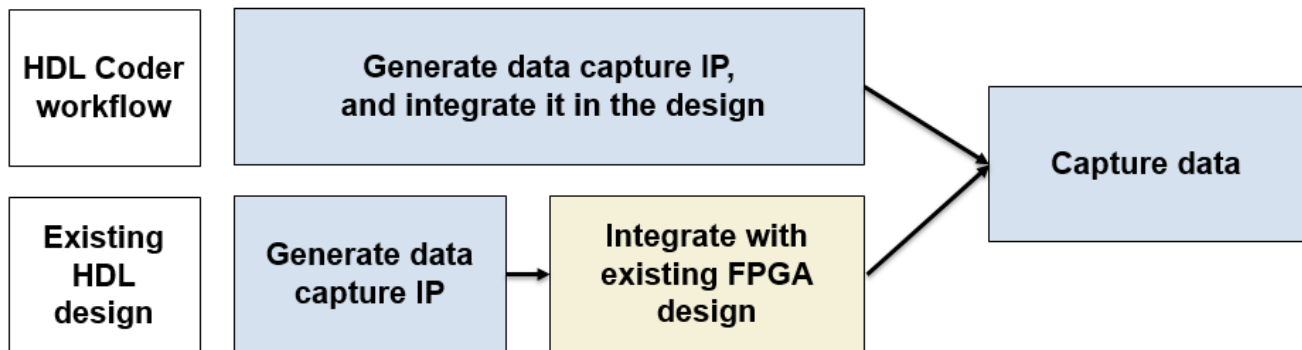 HDL Coder
workflow
Generate data capture IP,
and integrate it in the design
Capture data
Existing
HDL
design
Generate data
capture IP
Integrate with
existing FPGA
design